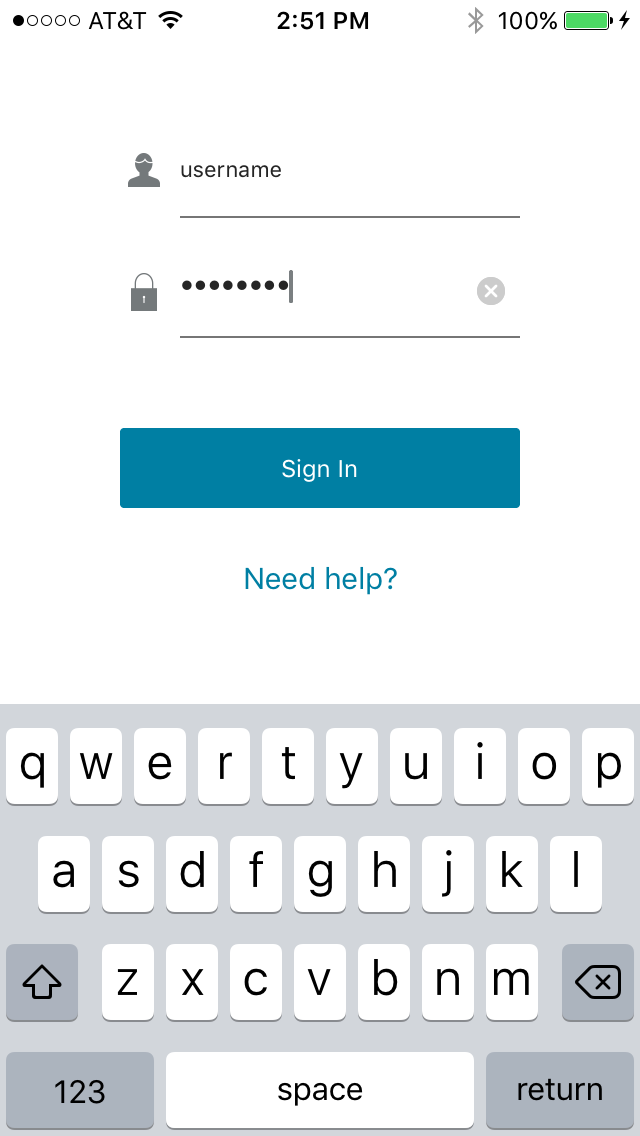 AT&T 2:51 PM 100%
username
••••••••
Sign In
Need help?
q w e r t y u i o p
a s d f g h j k l
z x c v b n m
123 space return